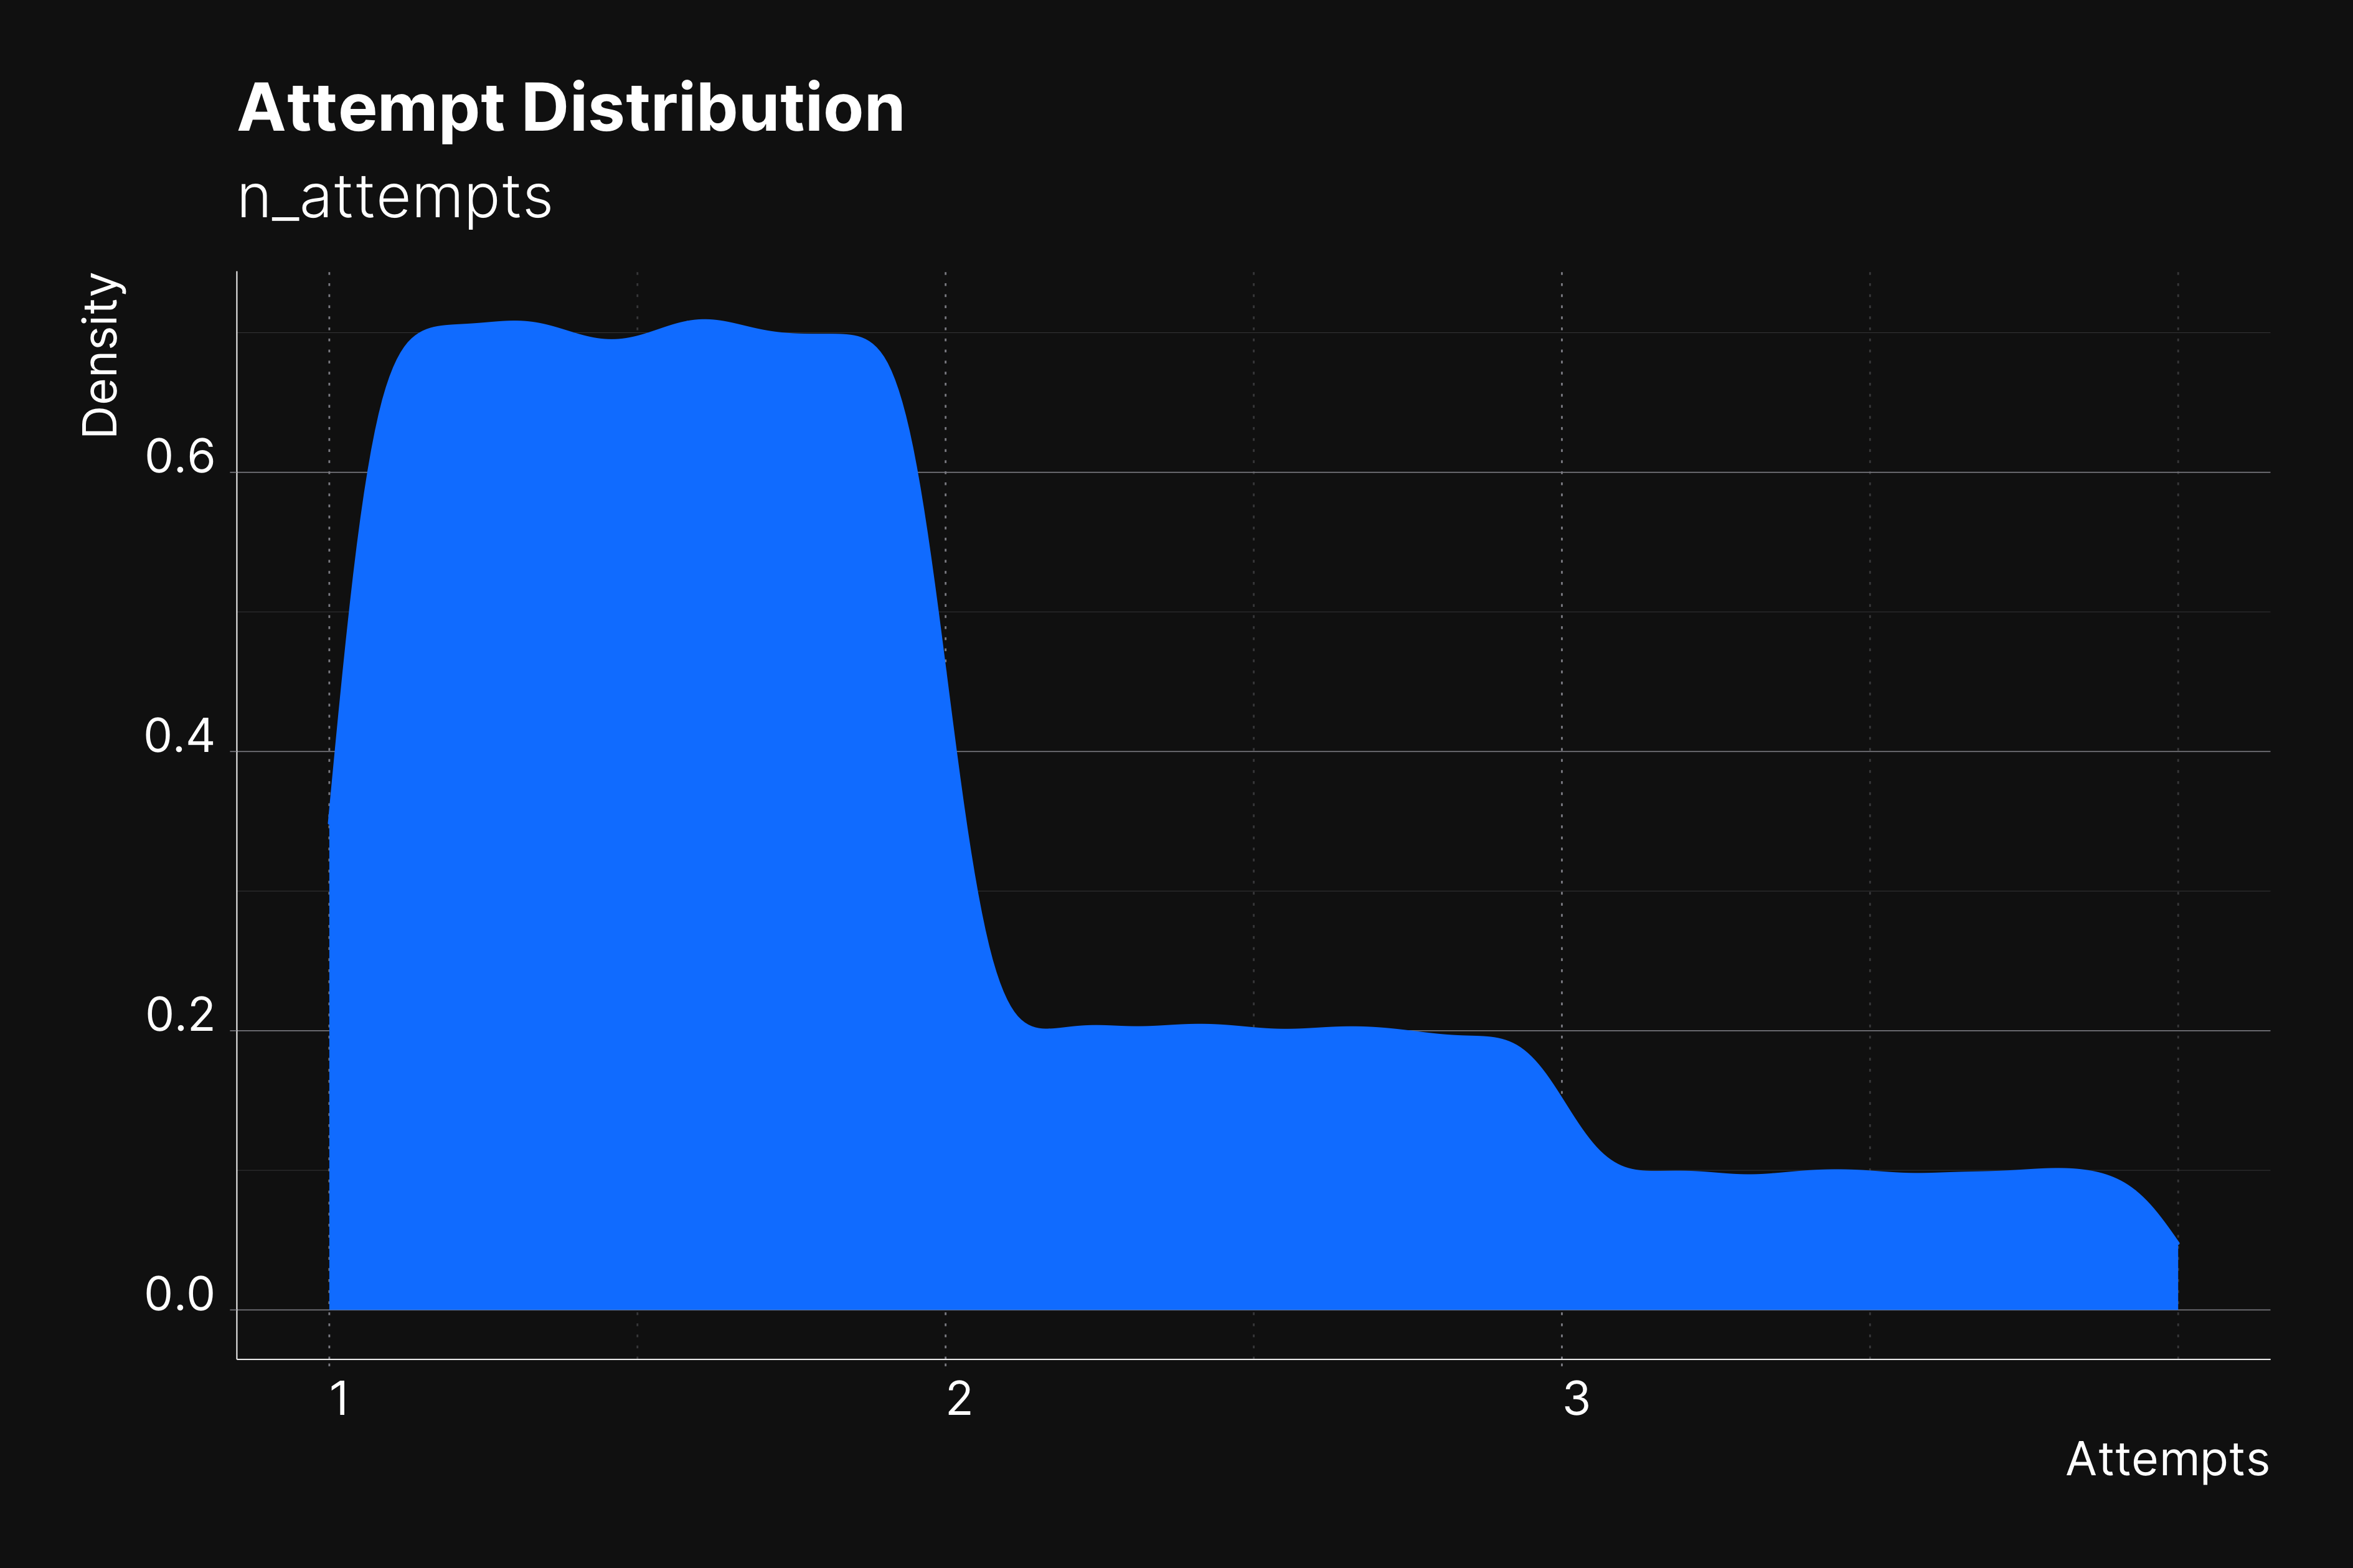 Attempt Distribution
n_attempts
Density
0.6
0.4
0.2
0.0
1 2 3
Attempts